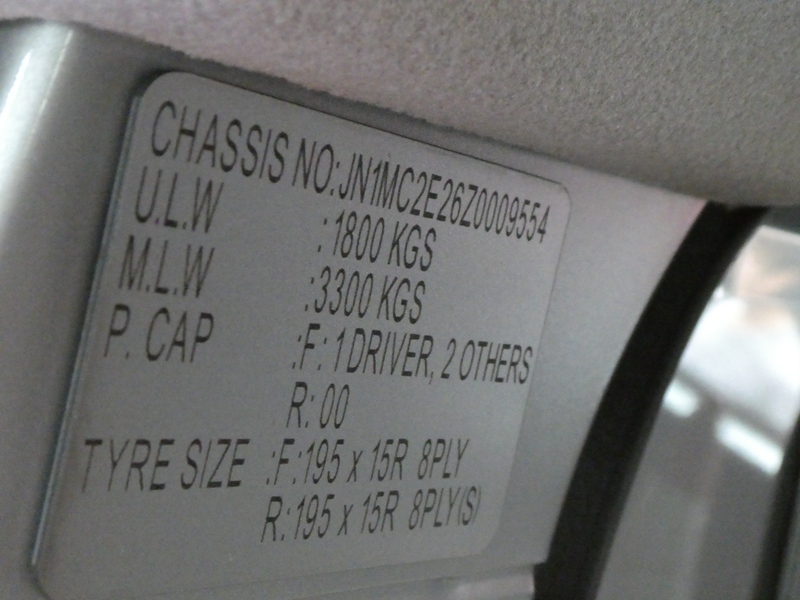 CHASSIS NO:JN1MC2E26Z0009554
U.L.W :1800 KGS
M.L.W :3300 KGS
P. CAP :F: 1 DRIVER, 2 OTHERS
R: 00
TYRE SIZE :F:195 x 15R 8PLY
R:195 x 15R 8PLY(S)